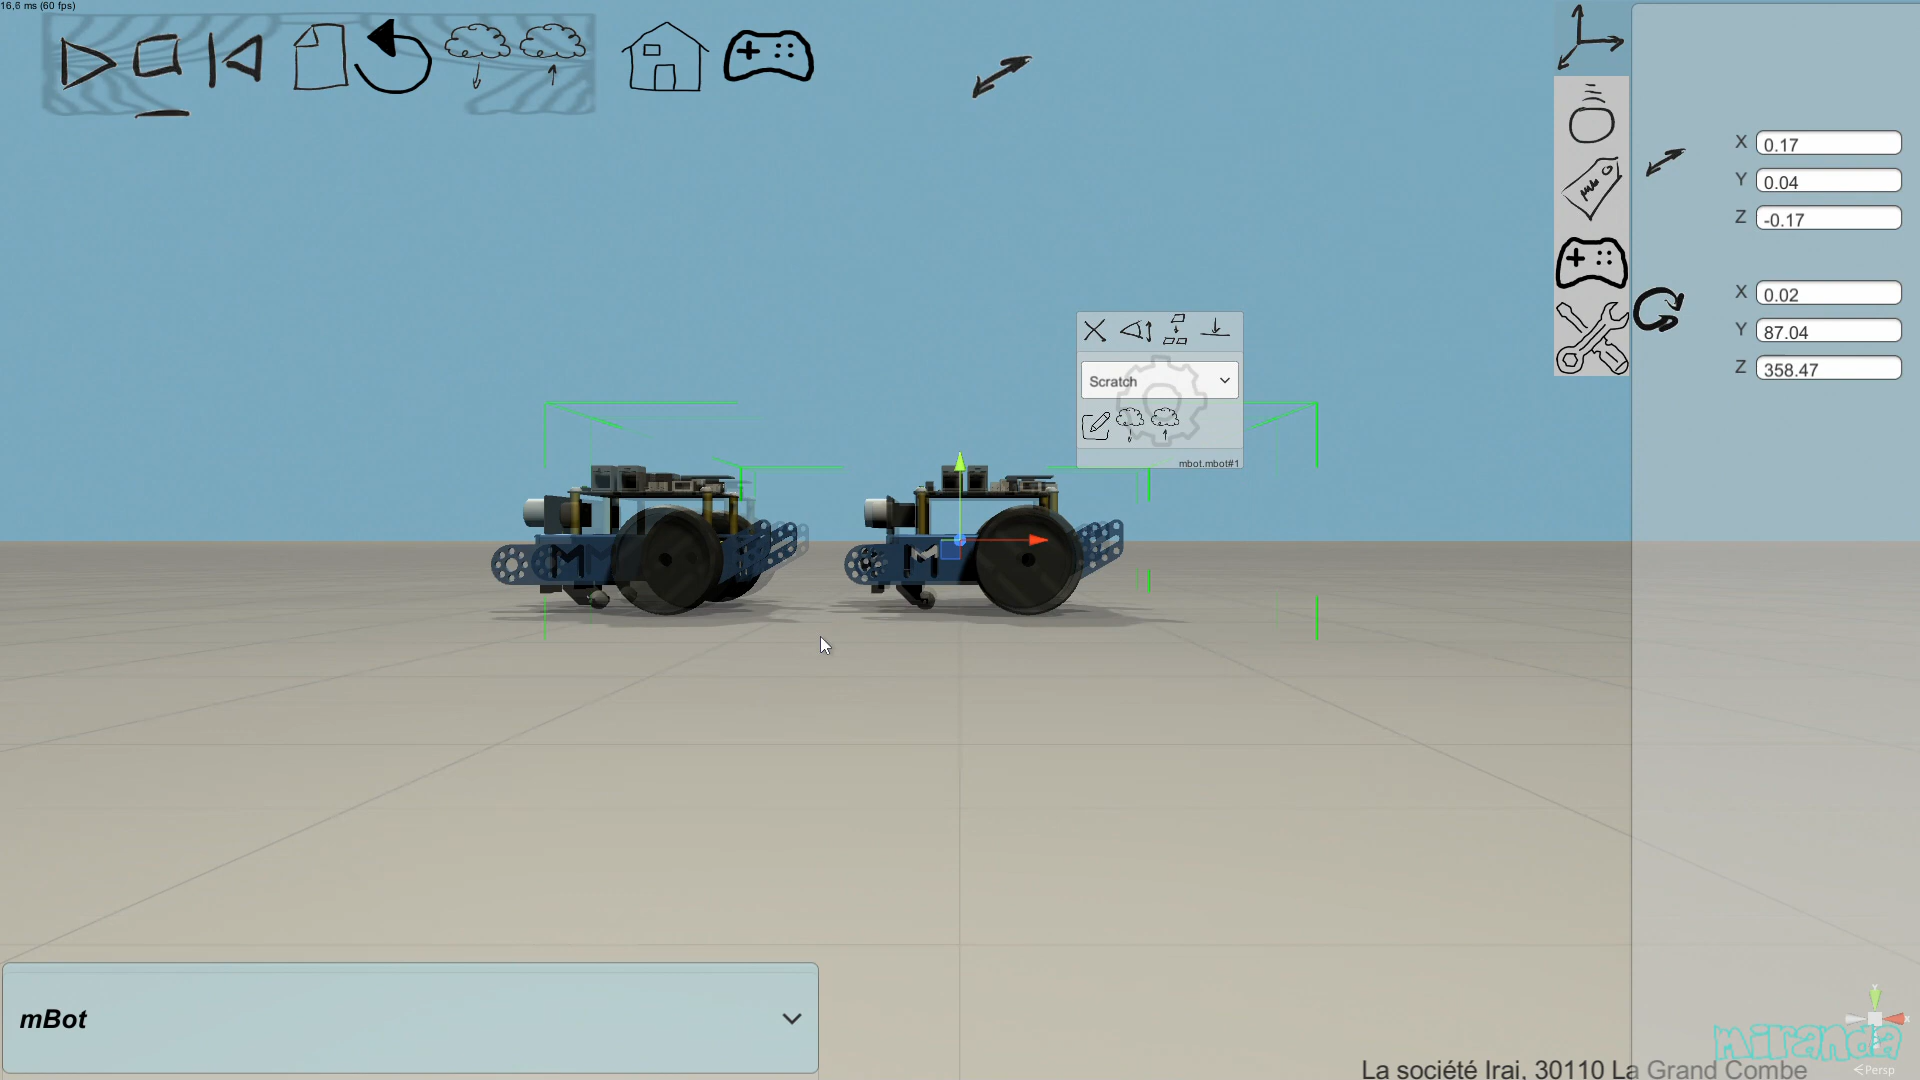 16,6 ms (60 fps)
X 0.17
Y 0.04
Z -0.17
X 0.02
Y 87.04
Z 358.47
Scratch
mbot.mbot#1
mBot
y
x
miranda
La société Irai, 30110 La Grand Combe
<Persp